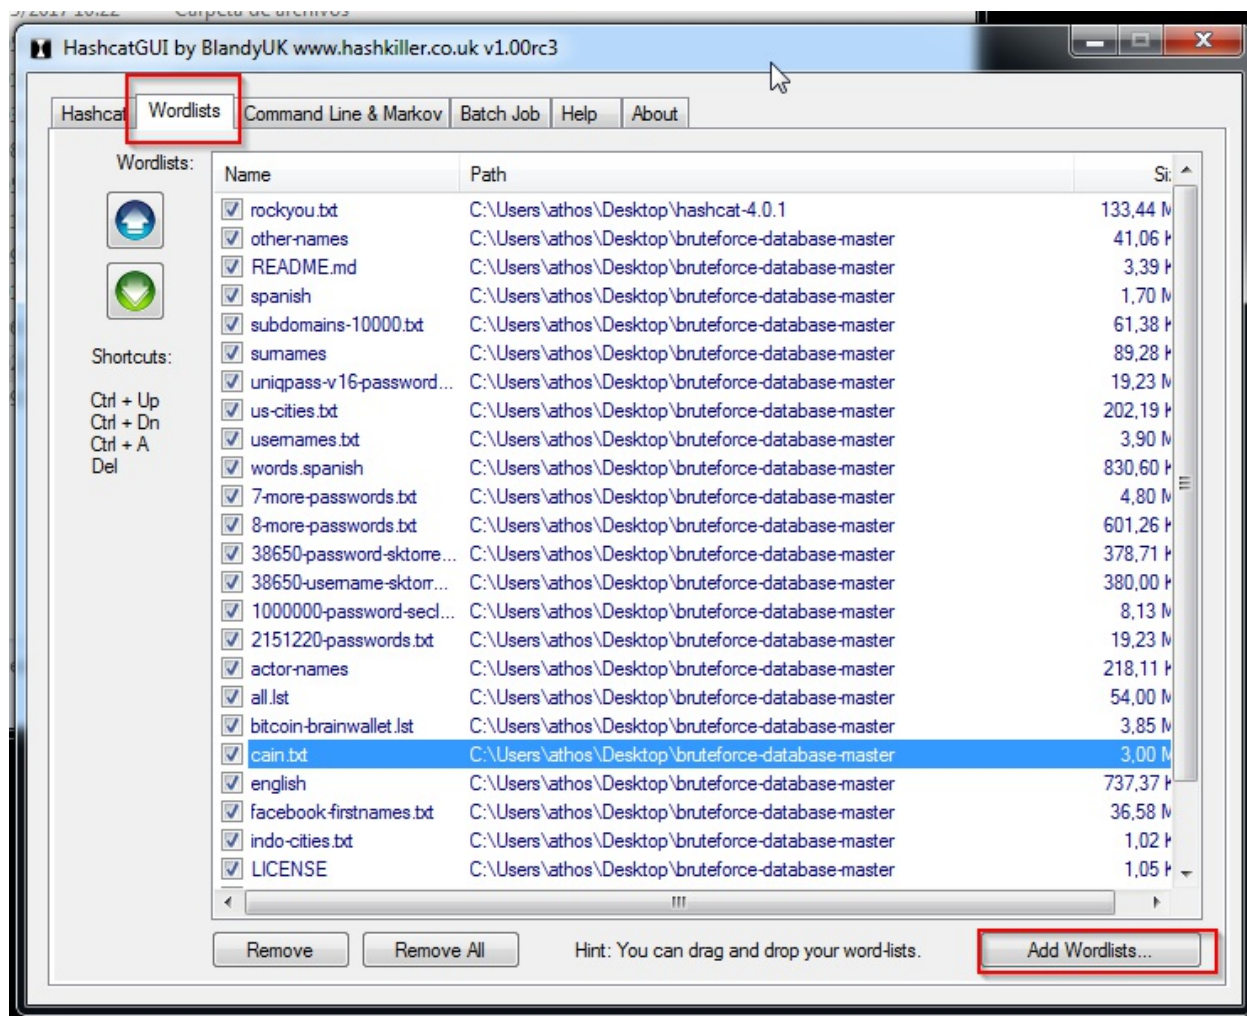 3/2017 10:22 Carpeta de archivos
HashcatGUI by BlandyUK www.hashkiller.co.uk v1.00rc3
Hashcat Wordlists Command Line & Markov Batch Job Help About
Wordlists:
Name Path Si:
rockyou.txt C:\Users\athos\Desktop\hashcat-4.0.1 133,44 M
other-names C:\Users\athos\Desktop\bruteforce-database-master 41,06 K
README.md C:\Users\athos\Desktop\bruteforce-database-master 3,39 K
spanish C:\Users\athos\Desktop\bruteforce-database-master 1,70 M
subdomains-10000.txt C:\Users\athos\Desktop\bruteforce-database-master 61,38 K
surnames C:\Users\athos\Desktop\bruteforce-database-master 89,28 K
uniqpass-v16-password... C:\Users\athos\Desktop\bruteforce-database-master 19,23 M
us-cities.txt C:\Users\athos\Desktop\bruteforce-database-master 202,19 K
usernames.txt C:\Users\athos\Desktop\bruteforce-database-master 3,90 M
words.spanish C:\Users\athos\Desktop\bruteforce-database-master 830,60 K
7-more-passwords.txt C:\Users\athos\Desktop\bruteforce-database-master 4,80 M
8-more-passwords.txt C:\Users\athos\Desktop\bruteforce-database-master 601,26 K
38650-password-sktorre... C:\Users\athos\Desktop\bruteforce-database-master 378,71 K
38650-username-sktorr... C:\Users\athos\Desktop\bruteforce-database-master 380,00 K
1000000-password-secl... C:\Users\athos\Desktop\bruteforce-database-master 8,13 M
2151220-passwords.txt C:\Users\athos\Desktop\bruteforce-database-master 19,23 M
actor-names C:\Users\athos\Desktop\bruteforce-database-master 218,11 K
all.lst C:\Users\athos\Desktop\bruteforce-database-master 54,00 M
bitcoin-brainwallet.lst C:\Users\athos\Desktop\bruteforce-database-master 3,85 M
cain.txt C:\Users\athos\Desktop\bruteforce-database-master 3,00 M
english C:\Users\athos\Desktop\bruteforce-database-master 737,37 K
facebook-firstnames.txt C:\Users\athos\Desktop\bruteforce-database-master 36,58 M
indo-cities.txt C:\Users\athos\Desktop\bruteforce-database-master 1,02 K
LICENSE C:\Users\athos\Desktop\bruteforce-database-master 1,05 K
Shortcuts:
Ctrl + Up
Ctrl + Dn
Ctrl + A
Del
Remove Remove All Hint: You can drag and drop your word-lists. Add Wordlists...